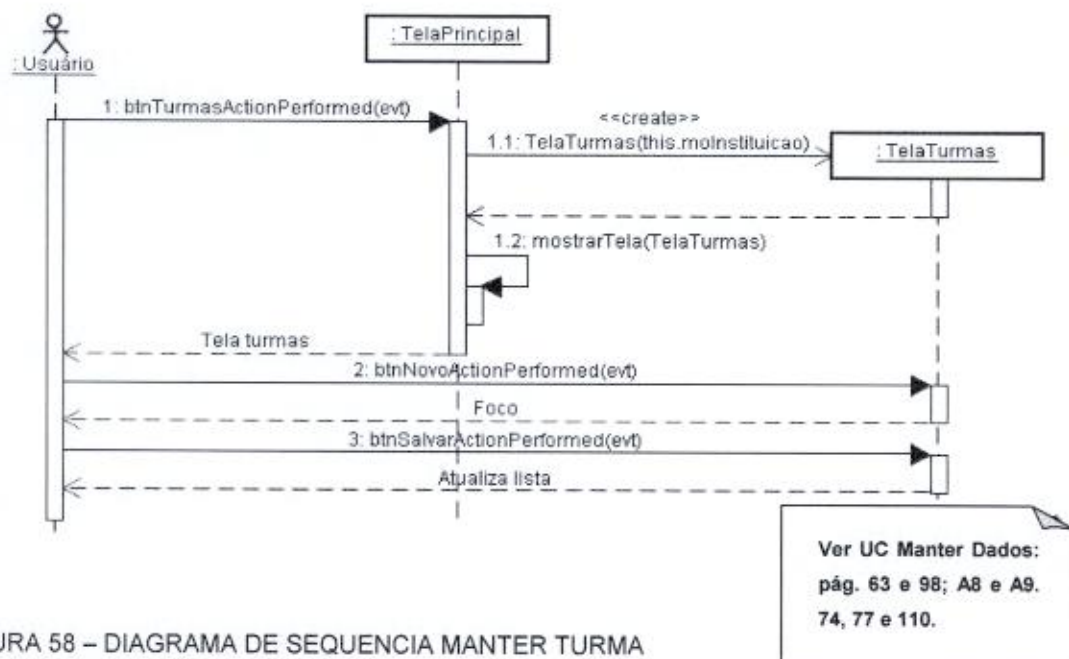 : Usuário
: TelaPrincipal
1: btnTurmasActionPerformed(evt)
<<create>>
1.1: TelaTurmas(this.moInstituicao)
: TelaTurmas
1.2: mostrarTela(TelaTurmas)
Tela turmas
2: btnNovoActionPerformed(evt)
Foco
3: btnSalvarActionPerformed(evt)
Atualiza lista
Ver UC Manter Dados:
pág. 63 e 98; A8 e A9.
74, 77 e 110.
URA 58 – DIAGRAMA DE SEQUENCIA MANTER TURMA